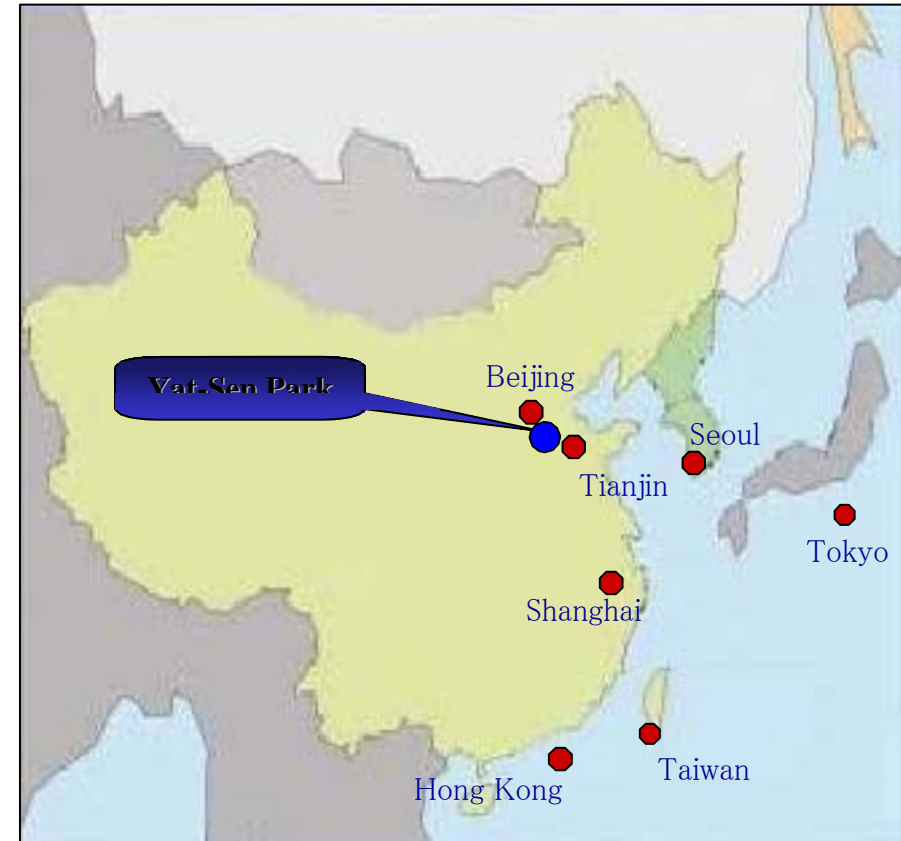 Yat-Sen Park
Beijing
Seoul
Tianjin
Tokyo
Shanghai
Taiwan
Hong Kong